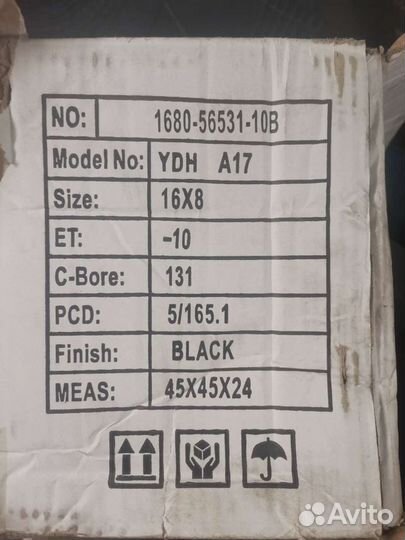 NO: 1680-56531-10B
Model No: YDH A17
Size: 16X8
ET: -10
C-Bore: 131
PCD: 5/165.1
Finish: BLACK
MEAS: 45X45X24
Avito